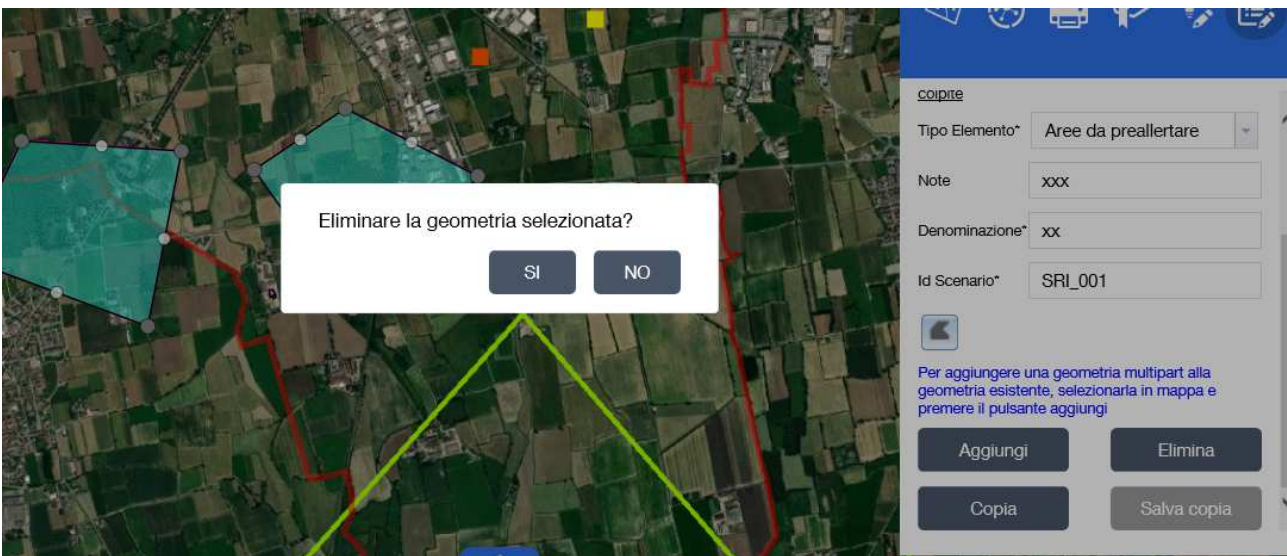 colpite
Tipo Elemento* Aree da preallertare
Note xxx
Eliminare la geometria selezionata?
Denominazione* xx
SI NO
Id Scenario* SRI_001
Per aggiungere una geometria multipart alla
geometria esistente, selezionarla in mappa e
premere il pulsante aggiungi
Aggiungi Elimina
Copia Salva copia